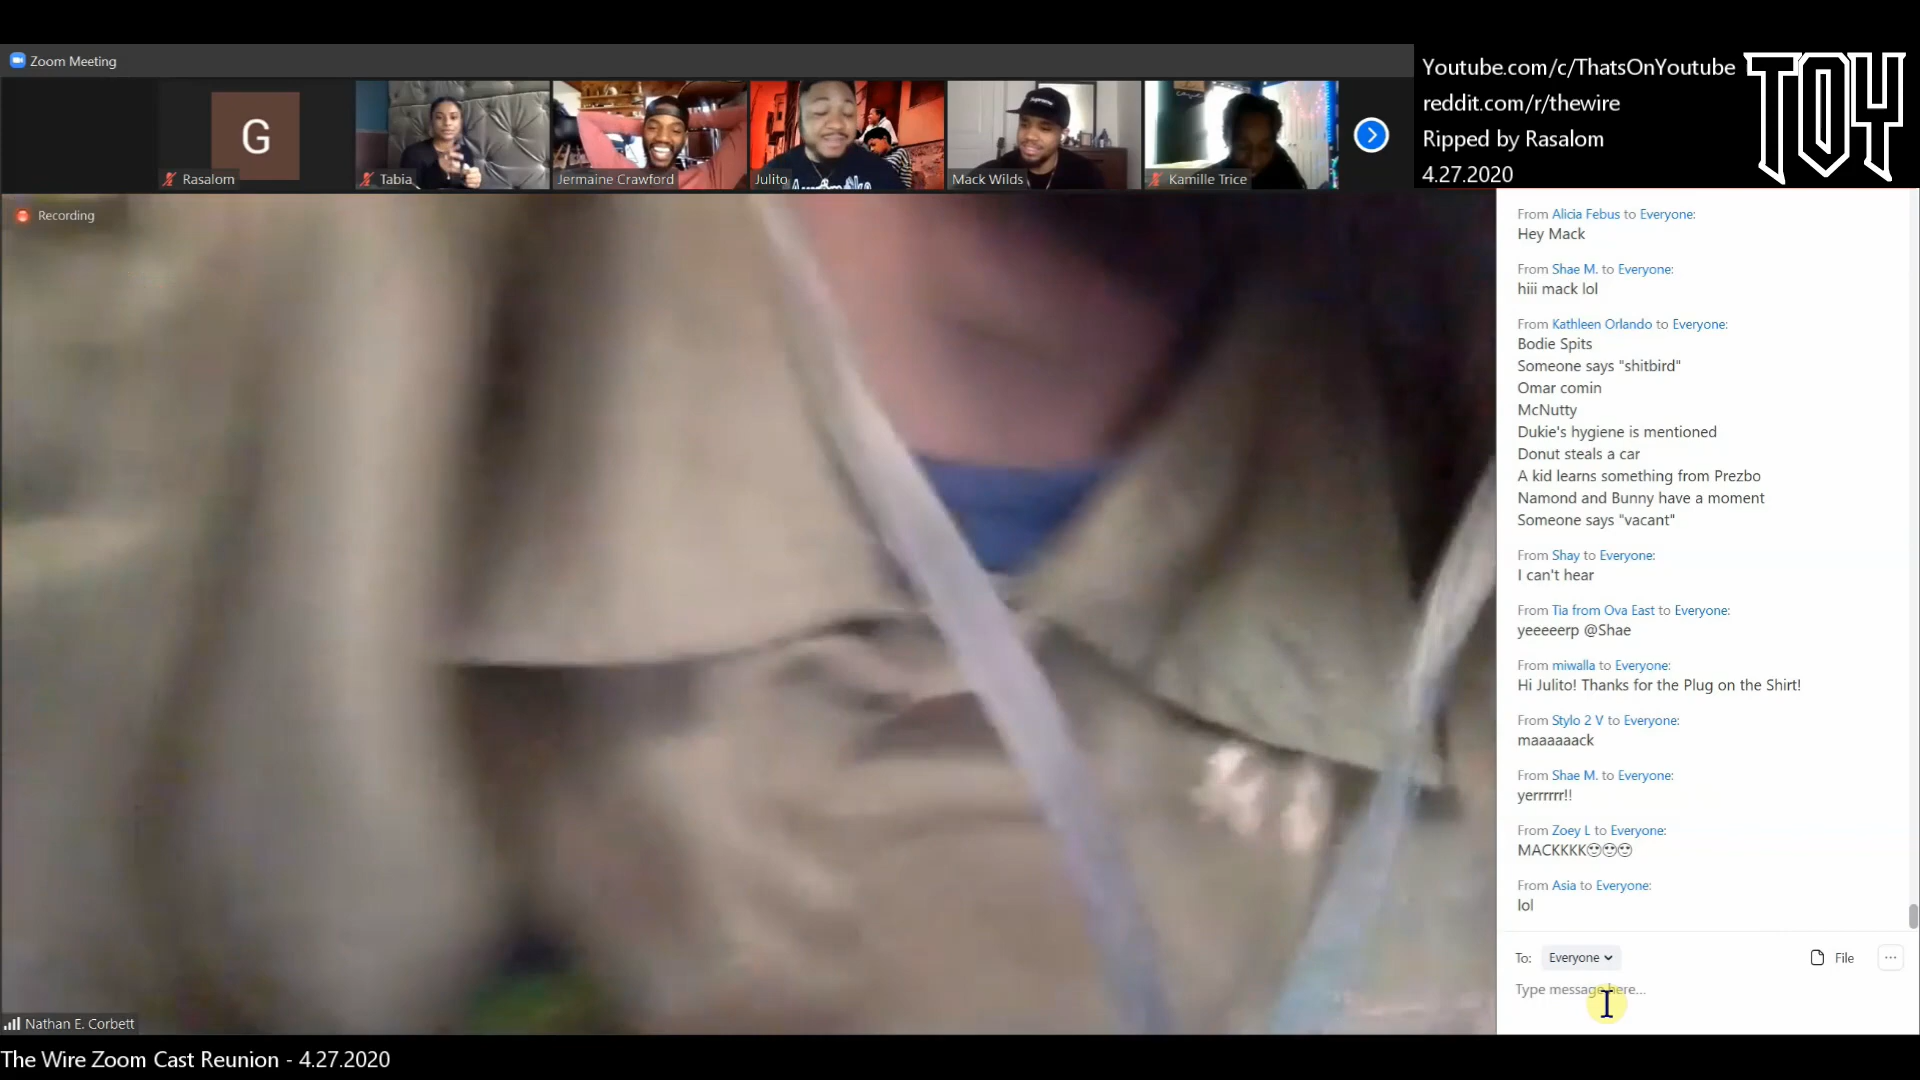 Zoom Meeting
G
Rasalom
Tabia
Jermaine Crawford
Julito
Mack Wilds
Kamille Trice
Youtube.com/c/ThatsOnYoutube
reddit.com/r/thewire
Ripped by Rasalom
4.27.2020
TOY
Recording
From Alicia Febus to Everyone:
Hey Mack
From Shae M. to Everyone:
hiii mack lol
From Kathleen Orlando to Everyone:
Bodie Spits
Someone says "shitbird"
Omar comin
McNutty
Dukie's hygiene is mentioned
Donut steals a car
A kid learns something from Prezbo
Namond and Bunny have a moment
Someone says "vacant"
From Shay to Everyone:
I can't hear
From Tia from Ova East to Everyone:
yeeeeerp @Shae
From miwalla to Everyone:
Hi Julito! Thanks for the Plug on the Shirt!
From Stylo 2 V to Everyone:
maaaaaack
From Shae M. to Everyone:
yerrrrrr!!
From Zoey L to Everyone:
MACKKKK😍😍😍
From Asia to Everyone:
lol
To: Everyone
File
Type message here...
Nathan E. Corbett
The Wire Zoom Cast Reunion - 4.27.2020